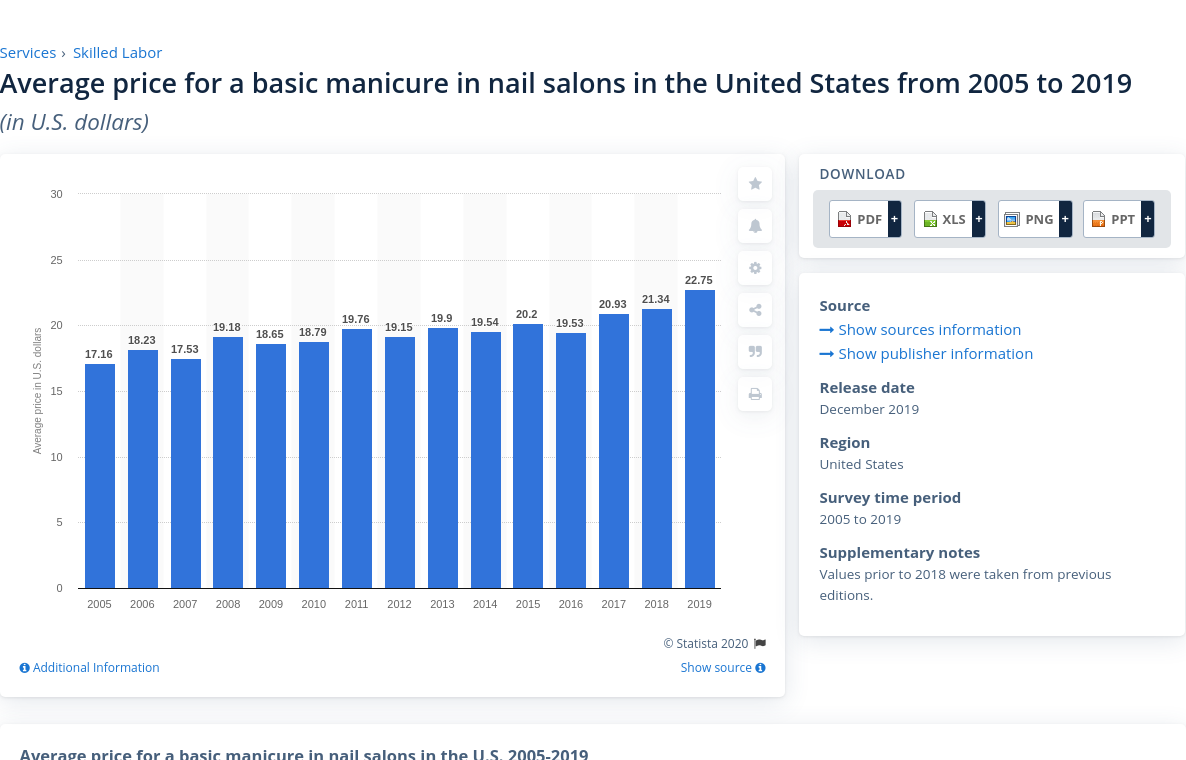 Services › Skilled Labor
Average price for a basic manicure in nail salons in the United States from 2005 to 2019
(in U.S. dollars)
30
25
20
15
10
5
0
Average price in U.S. dollars
17.16
18.23
17.53
19.18
18.65
18.79
19.76
19.15
19.9
19.54
20.2
19.53
20.93
21.34
22.75
2005 2006 2007 2008 2009 2010 2011 2012 2013 2014 2015 2016 2017 2018 2019
© Statista 2020
Additional Information
Show source
DOWNLOAD
PDF + XLS + PNG + PPT +
Source
Show sources information
Show publisher information
Release date
December 2019
Region
United States
Survey time period
2005 to 2019
Supplementary notes
Values prior to 2018 were taken from previous
editions.
Average price for a basic manicure in nail salons in the U.S. 2005-2019